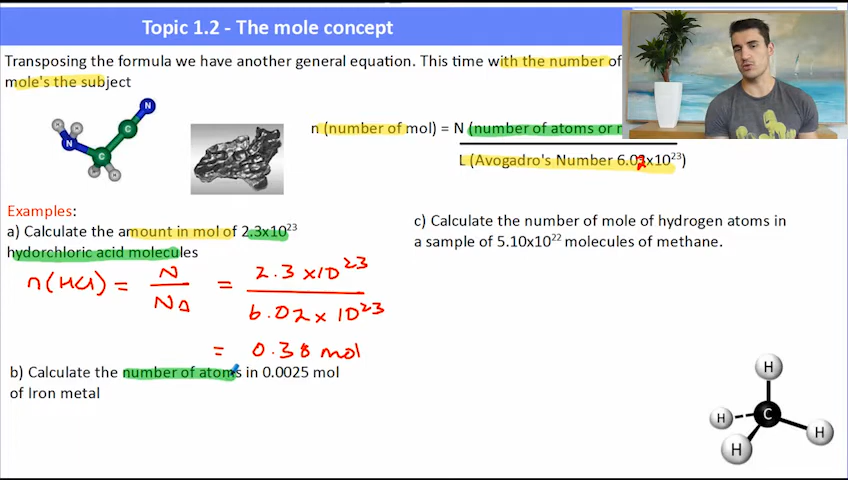 Topic 1.2 - The mole concept
Transposing the formula we have another general equation. This time with the number of
mole's the subject
n (number of mol) = N (number of atoms or
L (Avogadro's Number 6.02x10²³)
N
C
C
N
H
H
H
H
Examples:
a) Calculate the amount in mol of 2.3x10²³
hydorchloric acid molecules
n(HCl) = N / NA = 2.3 x10²³ / 6.02 x 10²³
= 0.38 mol
b) Calculate the number of atoms in 0.0025 mol
of Iron metal
c) Calculate the number of mole of hydrogen atoms in
a sample of 5.10x10²² molecules of methane.
H
H
C
H
H